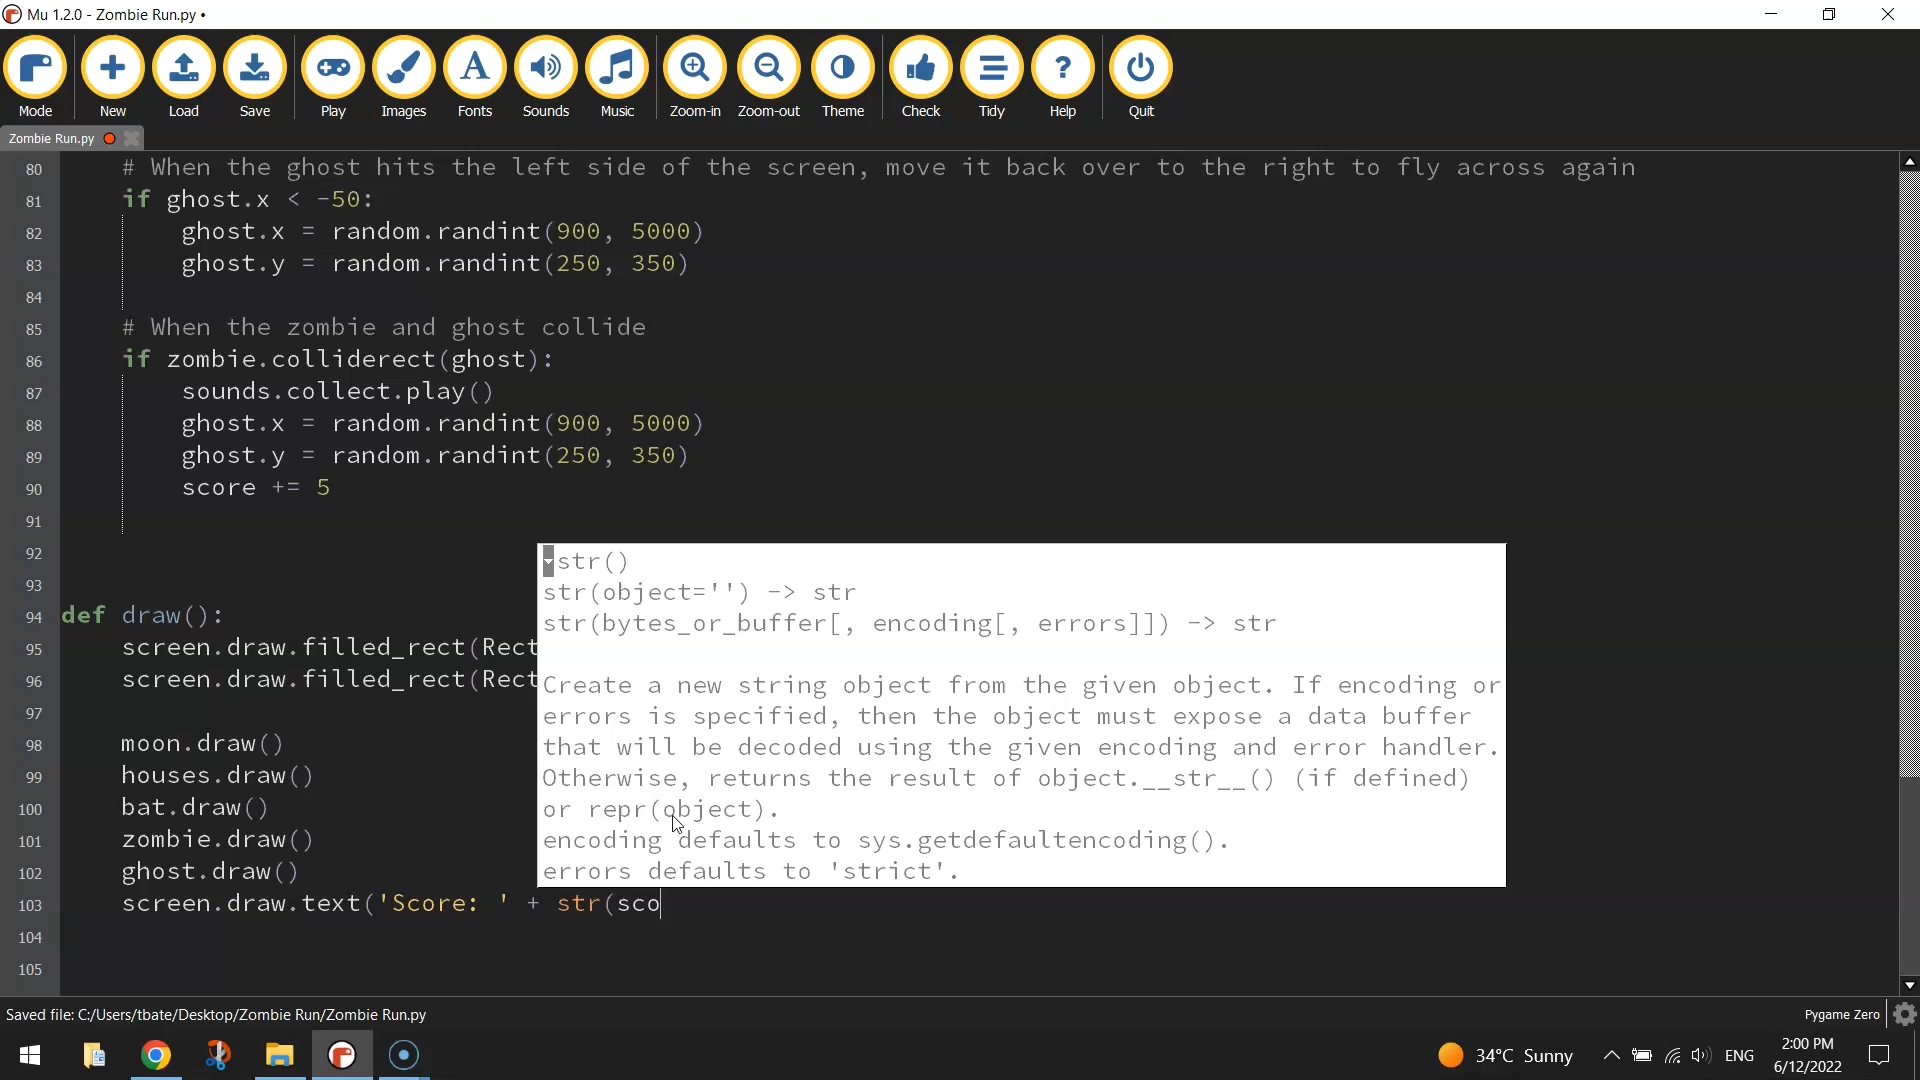 Mu 1.2.0 - Zombie Run.py •
Mode New Load Save Play Images Fonts Sounds Music Zoom-in Zoom-out Theme Check Tidy Help Quit
Zombie Run.py
80 # When the ghost hits the left side of the screen, move it back over to the right to fly across again
81 if ghost.x < -50:
82 ghost.x = random.randint(900, 5000)
83 ghost.y = random.randint(250, 350)
84
85 # When the zombie and ghost collide
86 if zombie.colliderect(ghost):
87 sounds.collect.play()
88 ghost.x = random.randint(900, 5000)
89 ghost.y = random.randint(250, 350)
90 score += 5
91
92
93
94 def draw():
95 screen.draw.filled_rect(Rect
96 screen.draw.filled_rect(Rect
97
98 moon.draw()
99 houses.draw()
100 bat.draw()
101 zombie.draw()
102 ghost.draw()
103 screen.draw.text('Score: ' + str(sco
104
105
str()
str(object='') -> str
str(bytes_or_buffer[, encoding[, errors]]) -> str
Create a new string object from the given object. If encoding or
errors is specified, then the object must expose a data buffer
that will be decoded using the given encoding and error handler.
Otherwise, returns the result of object.__str__() (if defined)
or repr(object).
encoding defaults to sys.getdefaultencoding().
errors defaults to 'strict'.
Saved file: C:/Users/tbate/Desktop/Zombie Run/Zombie Run.py
Pygame Zero
34°C Sunny
ENG
2:00 PM
6/12/2022